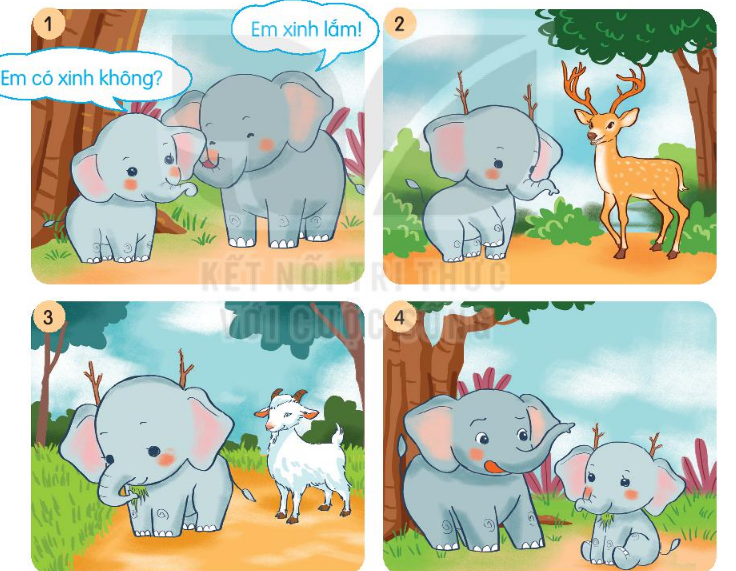 1
Em xinh lắm!
2
Em có xinh không?
KẾT NỐI TRI THỨC
VỚI CUỘC SỐNG
3
4